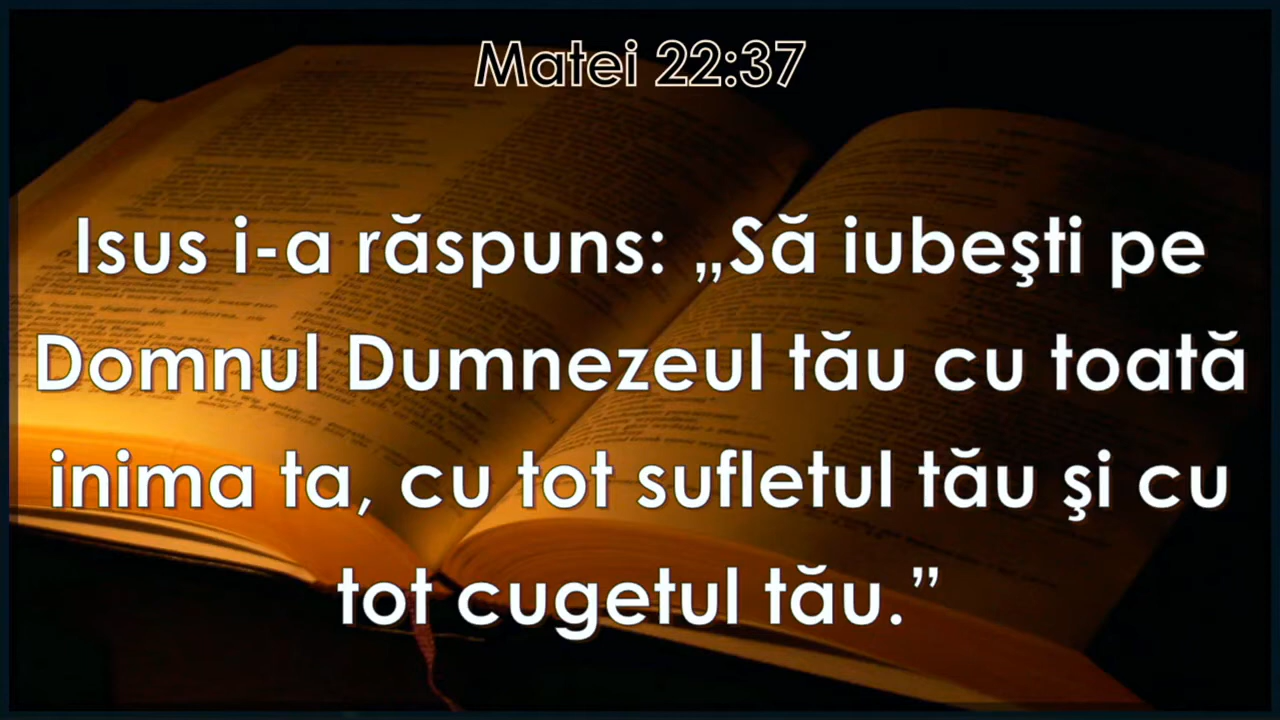 Matei 22:37
Isus i-a răspuns: „Să iubeşti pe
Domnul Dumnezeul tău cu toată
inima ta, cu tot sufletul tău şi cu
tot cugetul tău.”